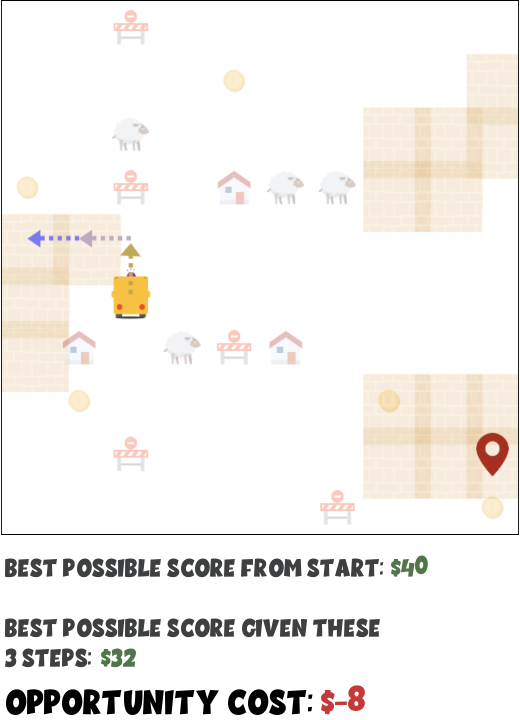 BEST POSSIBLE SCORE FROM START: $40
BEST POSSIBLE SCORE GIVEN THESE
3 STEPS: $32
OPPORTUNITY COST: $-8